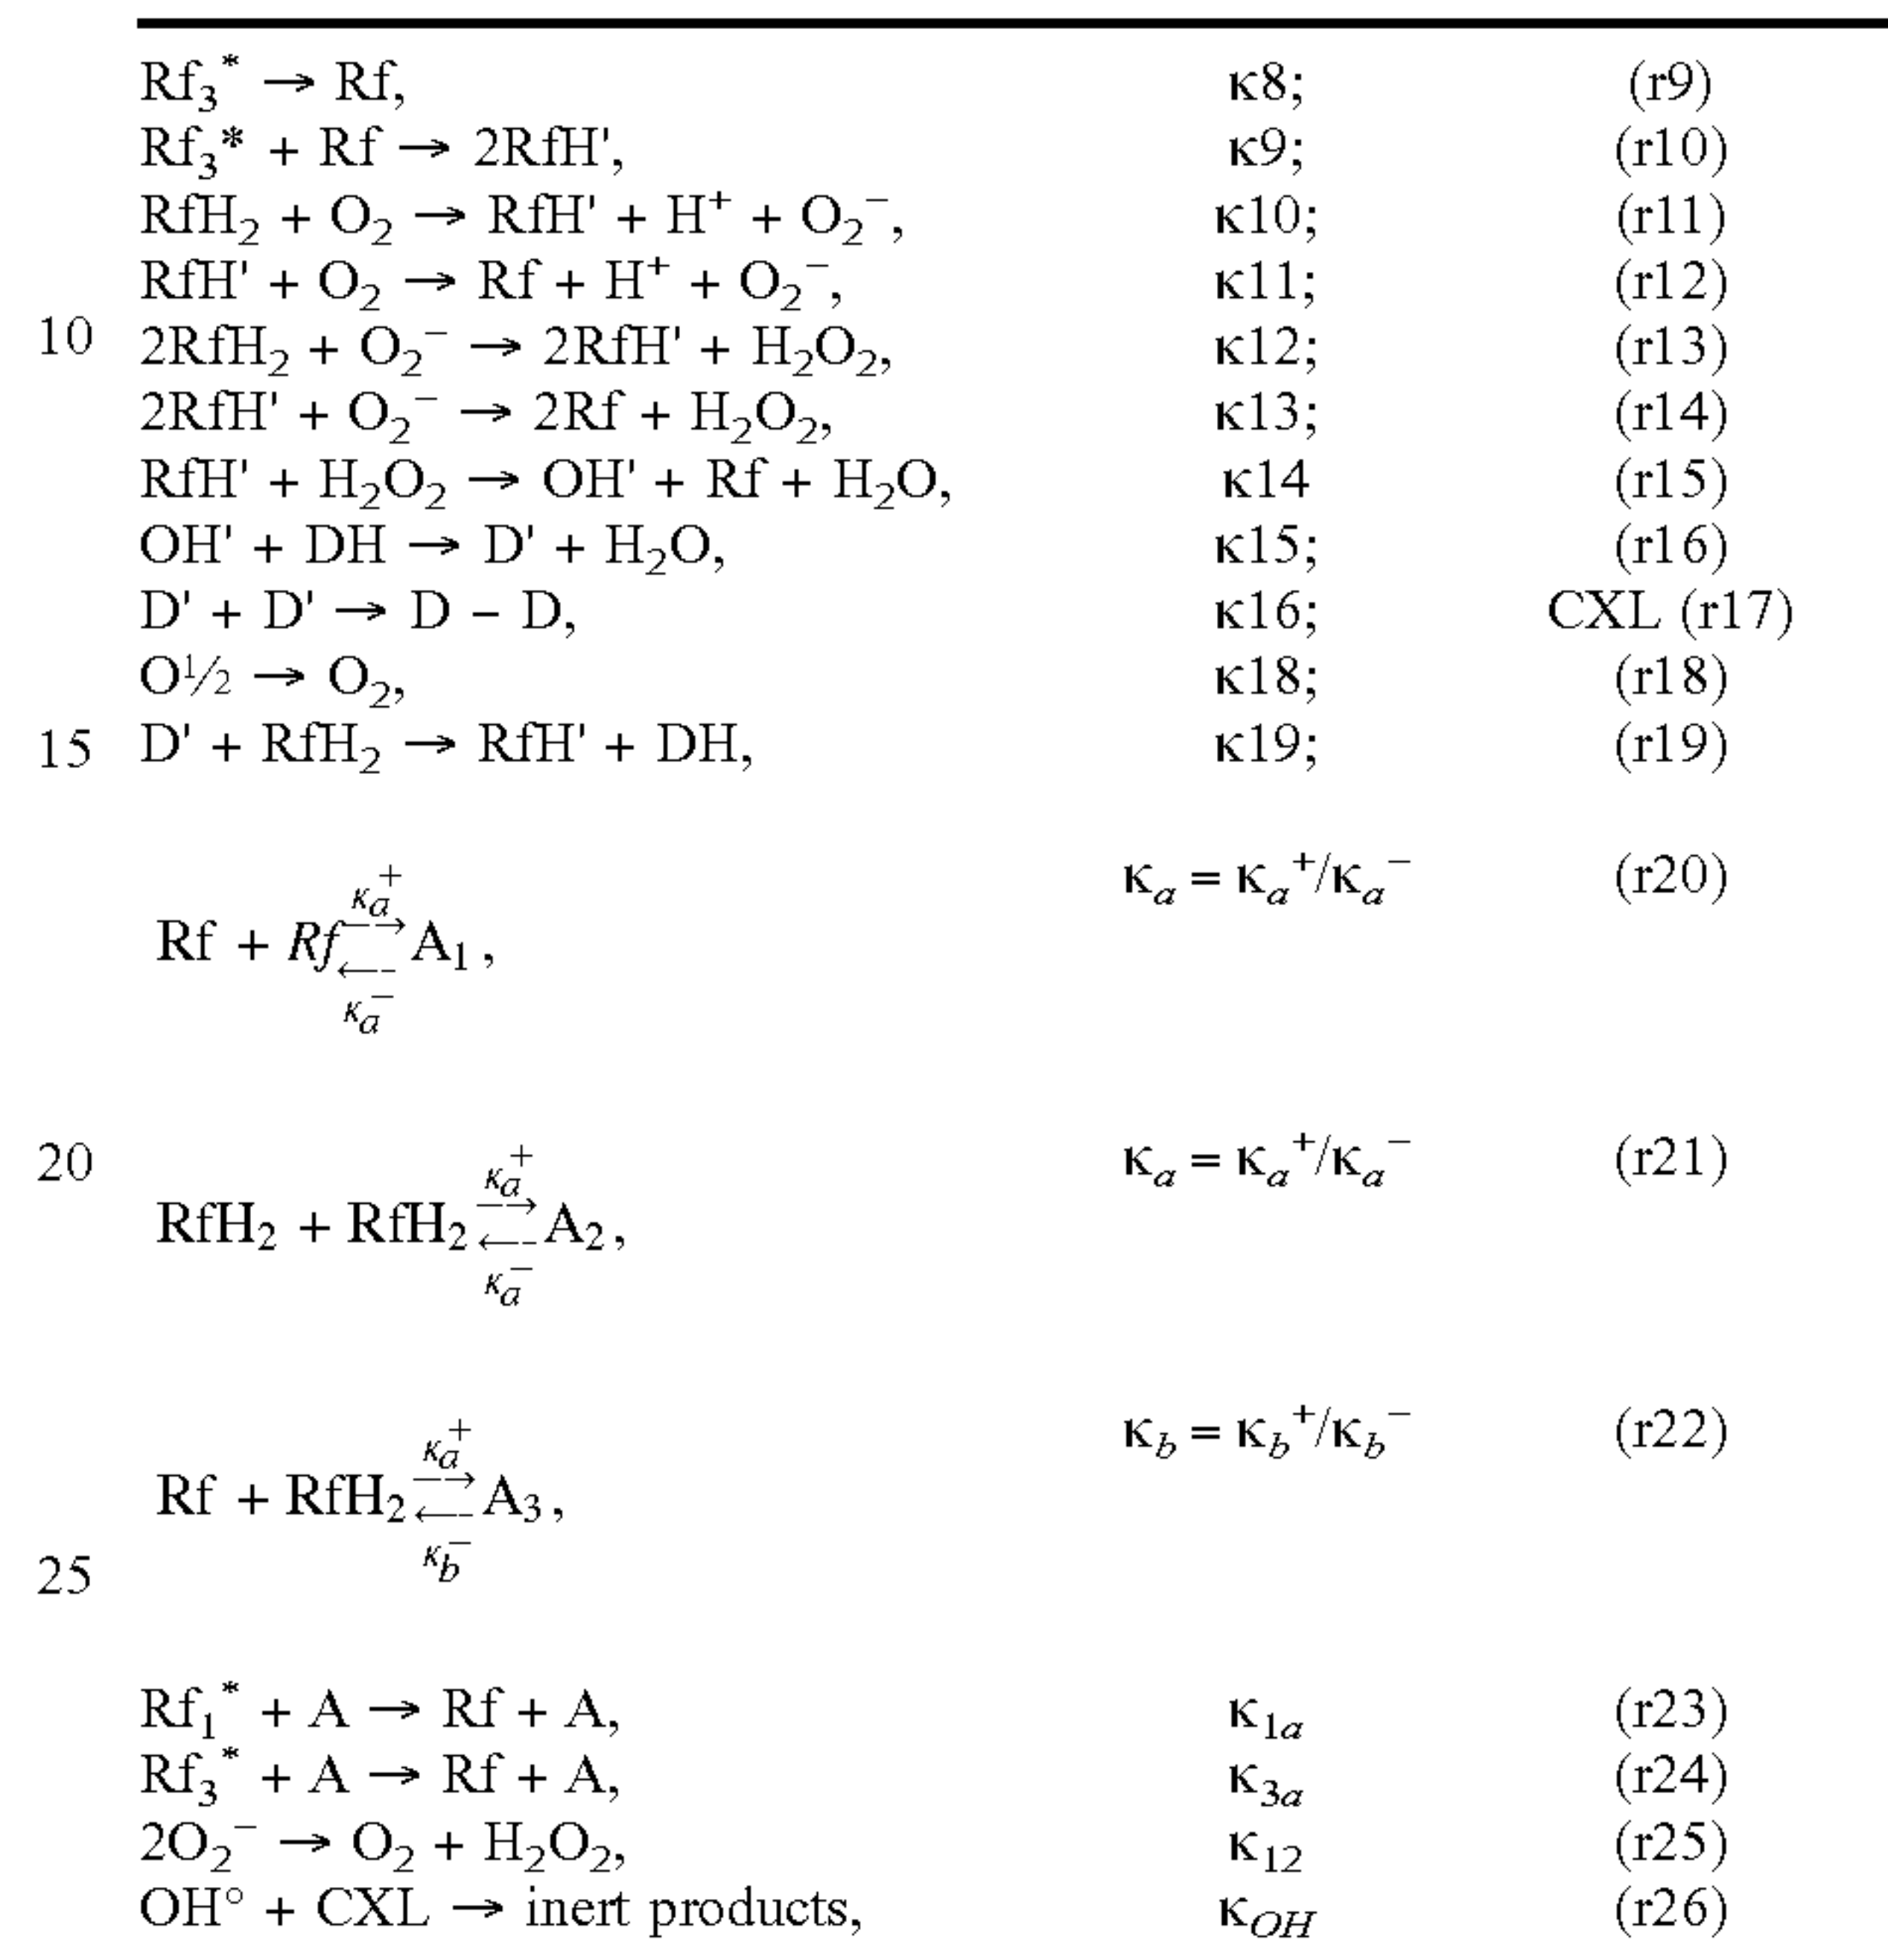 Rf₃* → Rf, κ8; (r9)
Rf₃* + Rf → 2RfH', κ9; (r10)
RfH₂ + O₂ → RfH' + H⁺ + O₂⁻, κ10; (r11)
RfH' + O₂ → Rf + H⁺ + O₂⁻, κ11; (r12)
10 2RfH₂ + O₂⁻ → 2RfH' + H₂O₂, κ12; (r13)
2RfH' + O₂⁻ → 2Rf + H₂O₂, κ13; (r14)
RfH' + H₂O₂ → OH' + Rf + H₂O, κ14 (r15)
OH' + DH → D' + H₂O, κ15; (r16)
D' + D' → D – D, κ16; CXL (r17)
O½ → O₂, κ18; (r18)
15 D' + RfH₂ → RfH' + DH, κ19; (r19)
κₐ = κₐ⁺/κₐ⁻ (r20)
κₐ⁺
Rf + Rf ⇄ A₁,
κₐ⁻
20 κₐ = κₐ⁺/κₐ⁻ (r21)
κₐ⁺
RfH₂ + RfH₂ ⇄ A₂,
κₐ⁻
κ_b = κ_b⁺/κ_b⁻ (r22)
κₐ⁺
Rf + RfH₂ ⇄ A₃,
κ_b⁻
25
Rf₁* + A → Rf + A, κ₁ₐ (r23)
Rf₃* + A → Rf + A, κ₃ₐ (r24)
2O₂⁻ → O₂ + H₂O₂, κ₁₂ (r25)
OH° + CXL → inert products, κ_OH (r26)